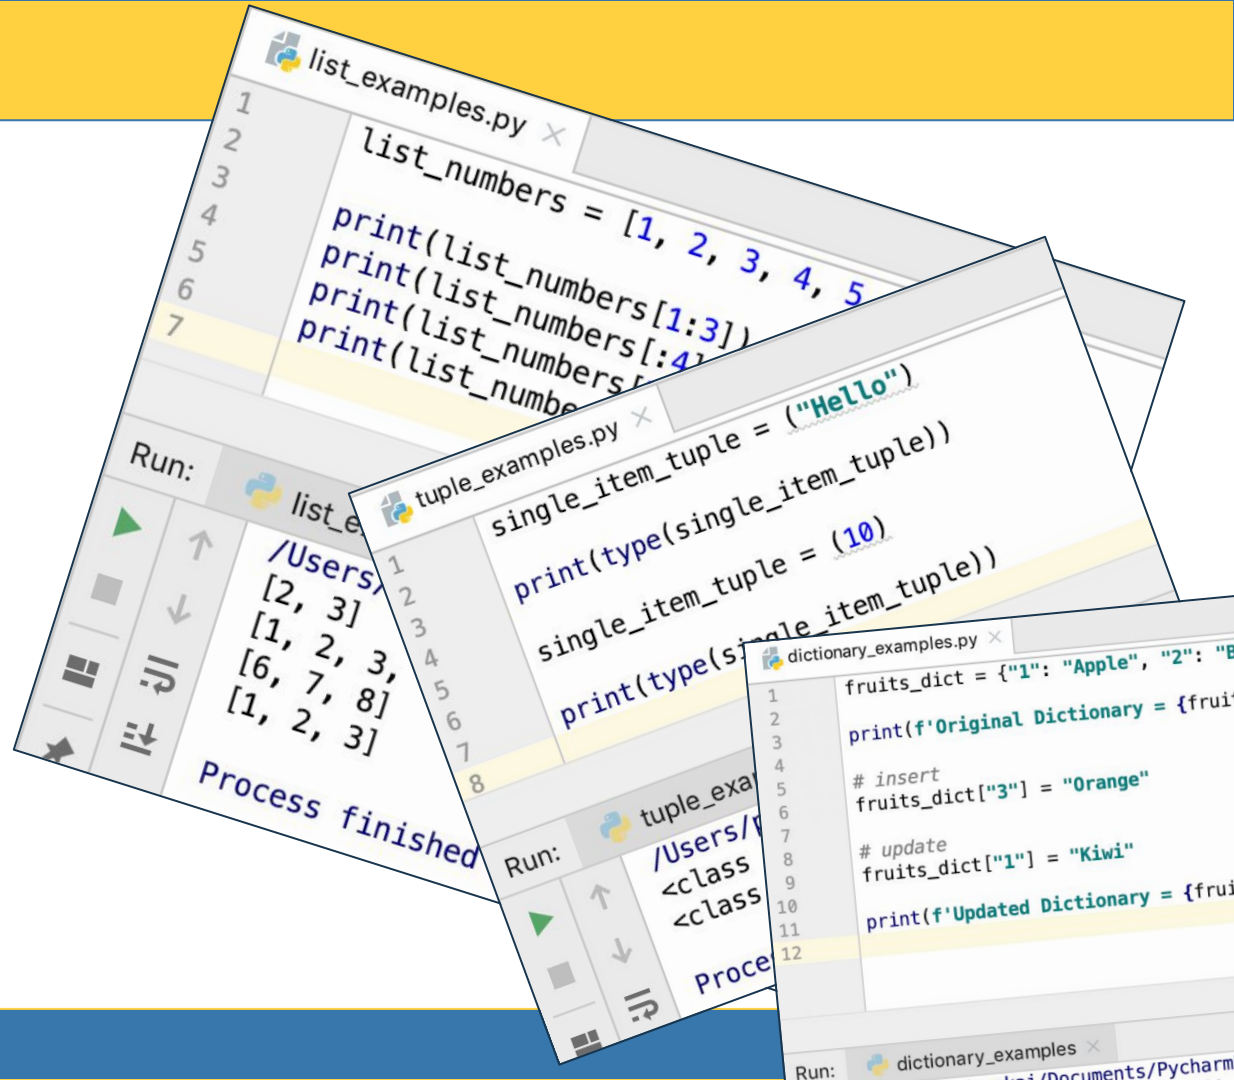 list_examples.py
1
2
3
4
5
6
7
list_numbers = [1, 2, 3, 4, 5
print(list_numbers[1:3])
print(list_numbers[:4]
print(list_numbers[
print(list_numbe
Run:
list_e
/Users/
[2, 3]
[1, 2, 3,
[6, 7, 8]
[1, 2, 3]
Process finished
tuple_examples.py
1
2
3
4
5
6
7
8
single_item_tuple = ("Hello")
print(type(single_item_tuple))
single_item_tuple = (10)
print(type(single_item_tuple))
Run:
tuple_exa
/Users/
<class
<class
Proce
dictionary_examples.py
1
2
3
4
5
6
7
8
9
10
11
12
fruits_dict = {"1": "Apple", "2": "B
print(f'Original Dictionary = {frui
# insert
fruits_dict["3"] = "Orange"
# update
fruits_dict["1"] = "Kiwi"
print(f'Updated Dictionary = {frui
Run:
dictionary_examples
/Documents/Pycharm